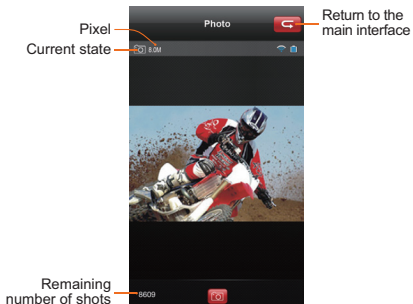 Photo
Return to the
main interface
Pixel
Current state
8.0M
Remaining
number of shots
8609